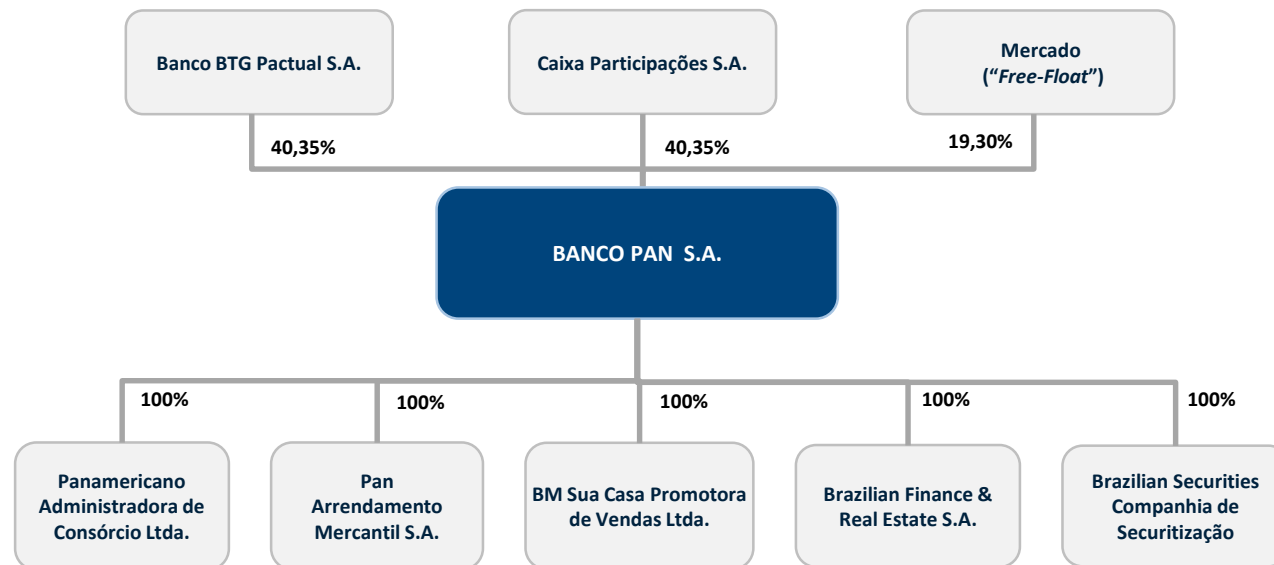 Banco BTG Pactual S.A.
Caixa Participações S.A.
Mercado
(“Free-Float”)
40,35%
40,35%
19,30%
BANCO PAN S.A.
100%
100%
100%
100%
100%
Panamericano
Administradora de
Consórcio Ltda.
Pan
Arrendamento
Mercantil S.A.
BM Sua Casa Promotora
de Vendas Ltda.
Brazilian Finance &
Real Estate S.A.
Brazilian Securities
Companhia de
Securitização